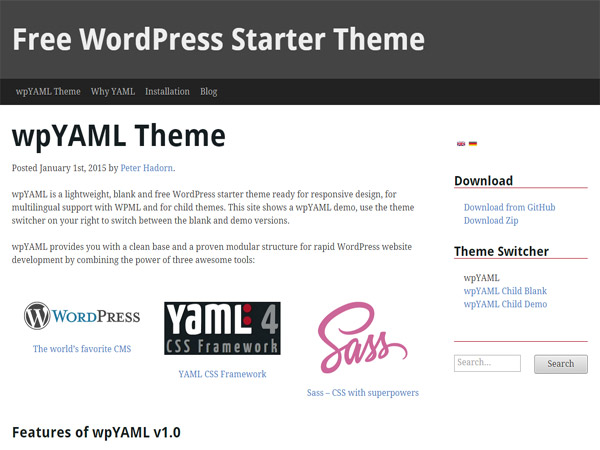 Free WordPress Starter Theme
wpYAML Theme Why YAML Installation Blog
wpYAML Theme
Posted January 1st, 2015 by Peter Hadorn.
wpYAML is a lightweight, blank and free WordPress starter theme ready for responsive design, for
multilingual support with WPML and for child themes. This site shows a wpYAML demo, use the theme
switcher on your right to switch between the blank and demo versions.
wpYAML provides you with a clean base and a proven modular structure for rapid WordPress website
development by combining the power of three awesome tools:
WORDPRESS
The world's favorite CMS
YAML 4
CSS Framework
YAML CSS Framework
Sass
Sass – CSS with superpowers
Features of wpYAML v1.0
Download
Download from GitHub
Download Zip
Theme Switcher
wpYAML
wpYAML Child Blank
wpYAML Child Demo
Search... Search